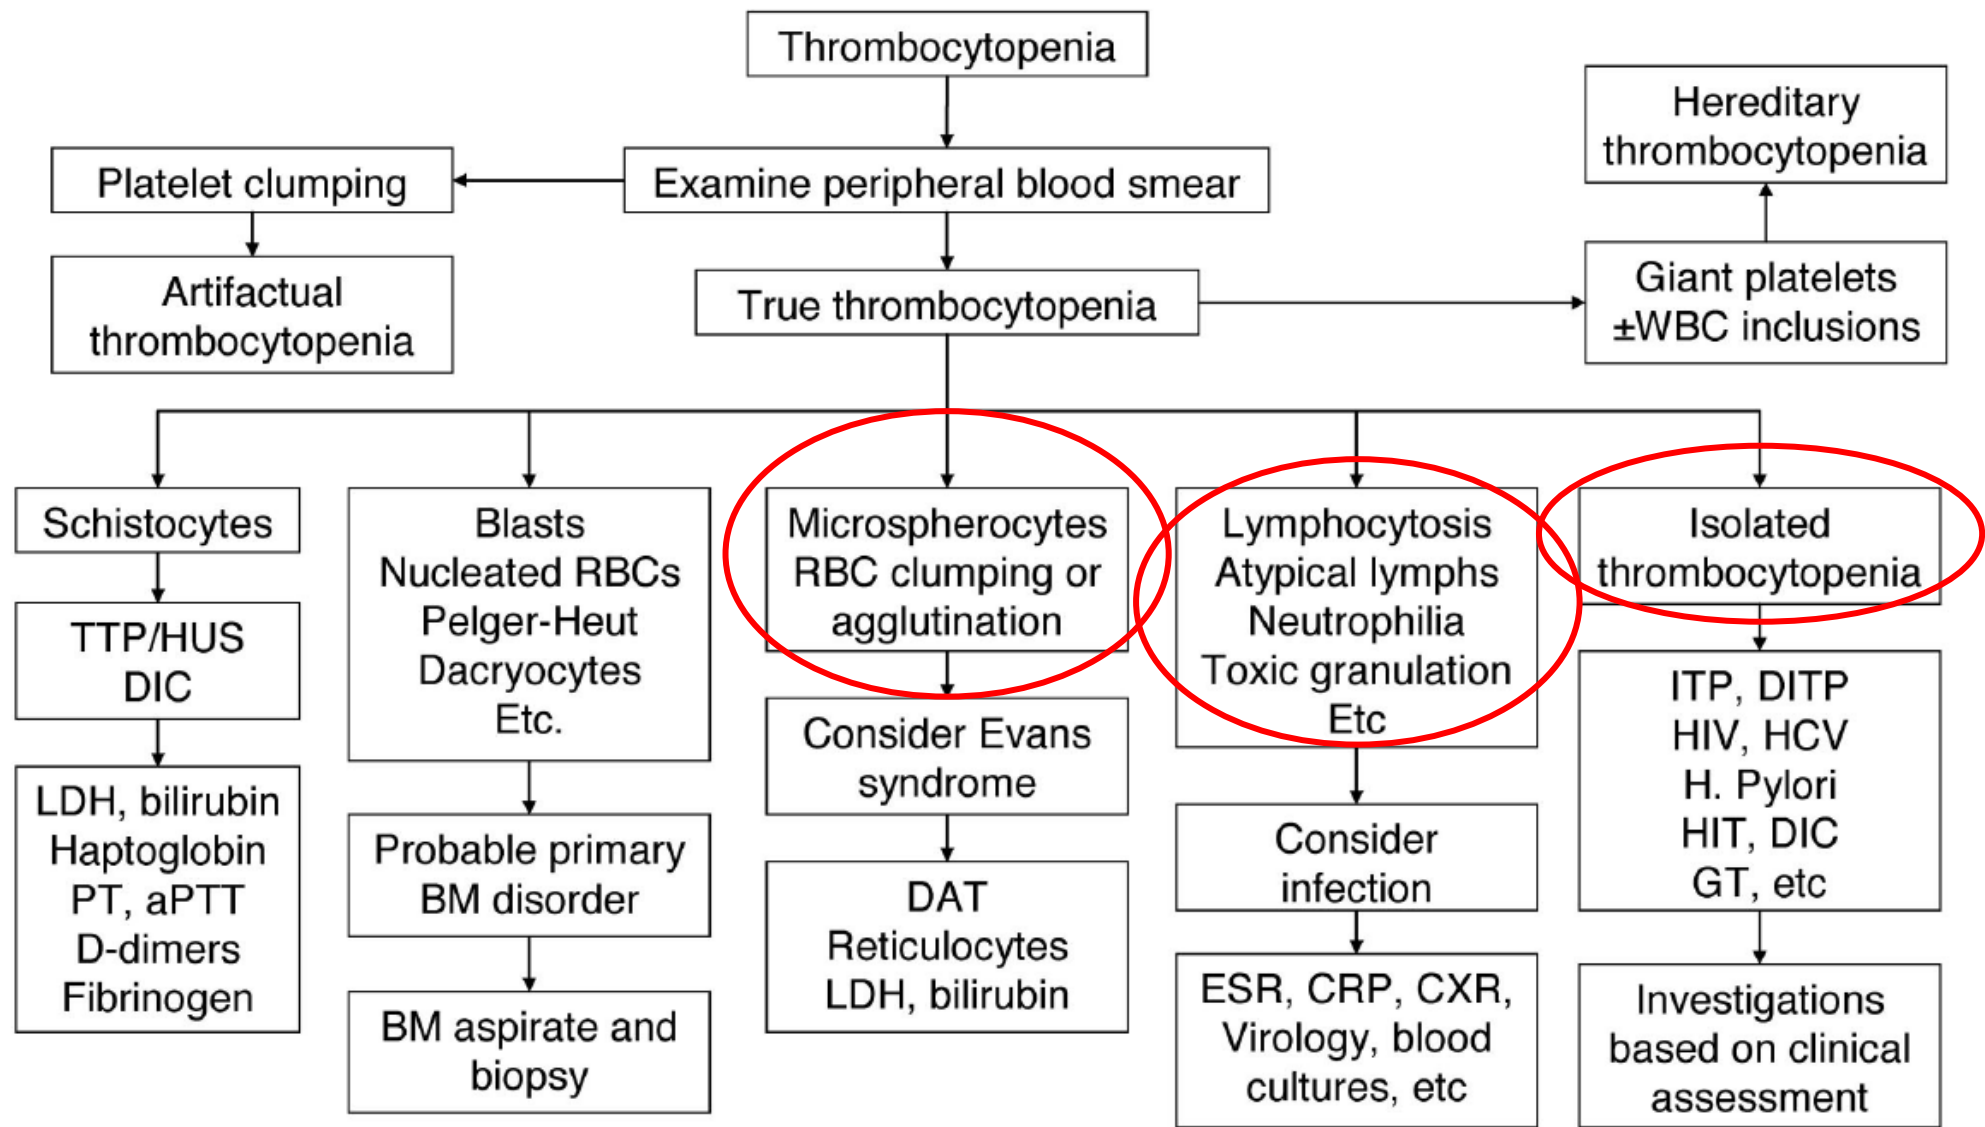 Thrombocytopenia
Hereditary
thrombocytopenia
Platelet clumping
Examine peripheral blood smear
Artifactual
thrombocytopenia
True thrombocytopenia
Giant platelets
±WBC inclusions
Schistocytes
TTP/HUS
DIC
LDH, bilirubin
Haptoglobin
PT, aPTT
D-dimers
Fibrinogen
Blasts
Nucleated RBCs
Pelger-Heut
Dacryocytes
Etc.
Probable primary
BM disorder
BM aspirate and
biopsy
Microspherocytes
RBC clumping or
agglutination
Consider Evans
syndrome
DAT
Reticulocytes
LDH, bilirubin
Lymphocytosis
Atypical lymphs
Neutrophilia
Toxic granulation
Etc
Consider
infection
ESR, CRP, CXR,
Virology, blood
cultures, etc
Isolated
thrombocytopenia
ITP, DITP
HIV, HCV
H. Pylori
HIT, DIC
GT, etc
Investigations
based on clinical
assessment